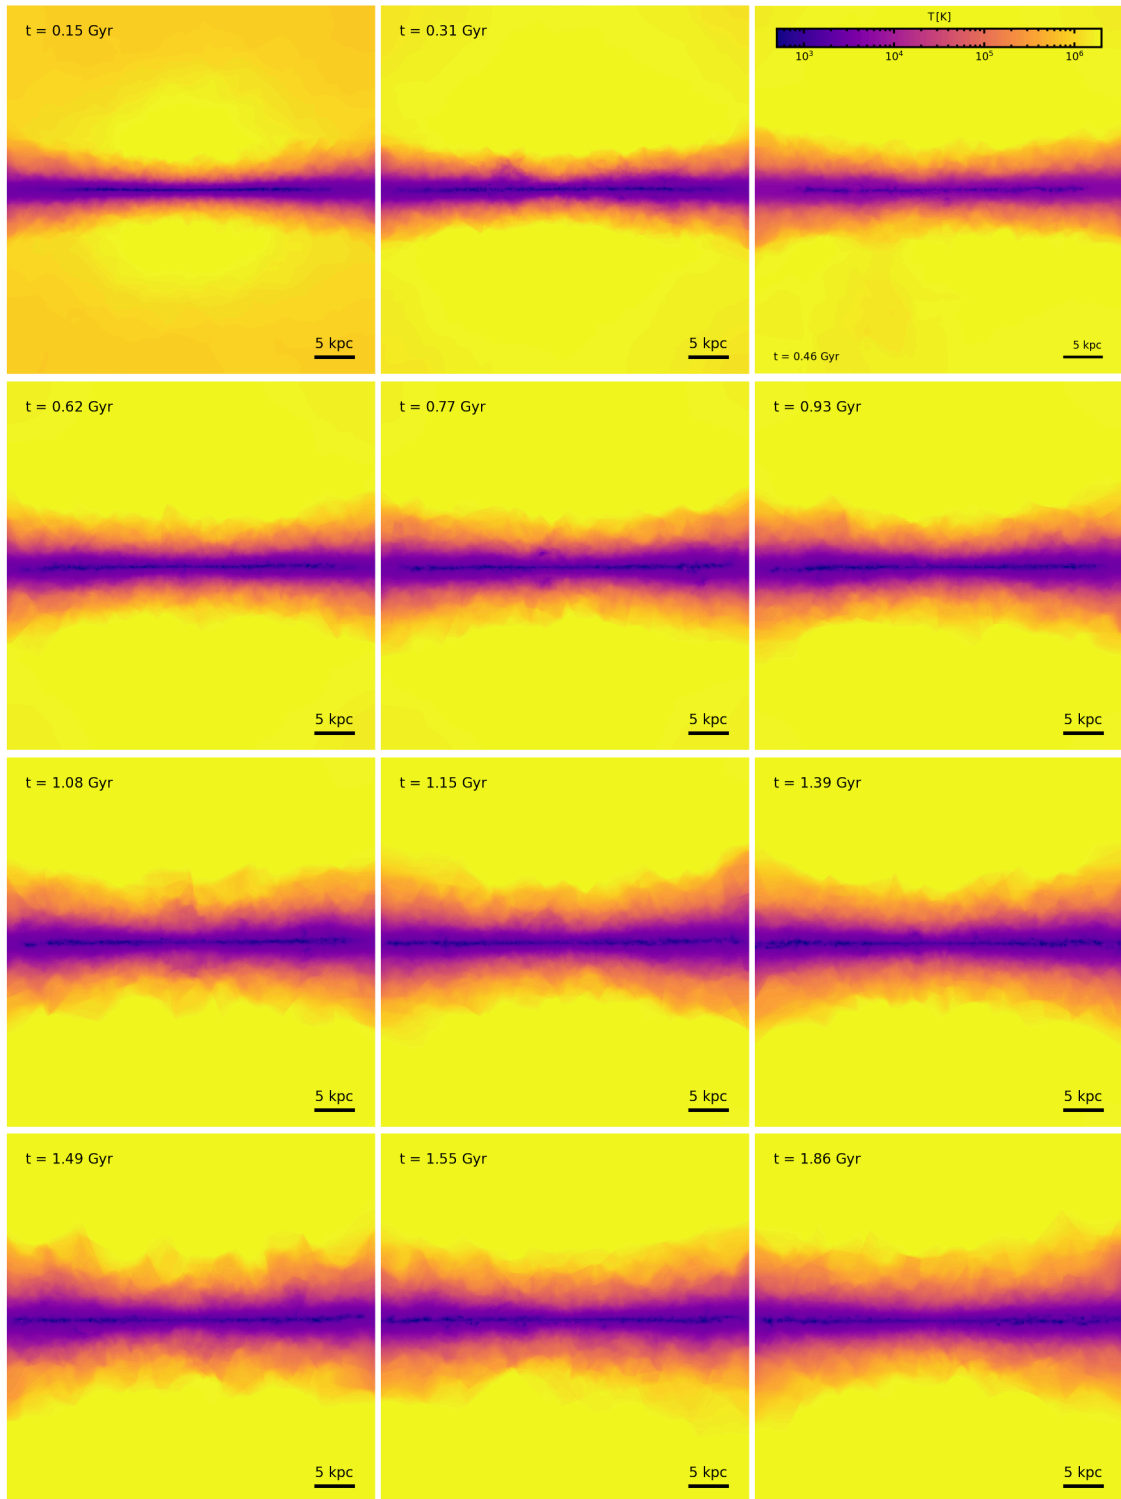 t = 0.15 Gyr
5 kpc
t = 0.31 Gyr
5 kpc
T [K]
10³ 10⁴ 10⁵ 10⁶
t = 0.46 Gyr
5 kpc
t = 0.62 Gyr
5 kpc
t = 0.77 Gyr
5 kpc
t = 0.93 Gyr
5 kpc
t = 1.08 Gyr
5 kpc
t = 1.15 Gyr
5 kpc
t = 1.39 Gyr
5 kpc
t = 1.49 Gyr
5 kpc
t = 1.55 Gyr
5 kpc
t = 1.86 Gyr
5 kpc